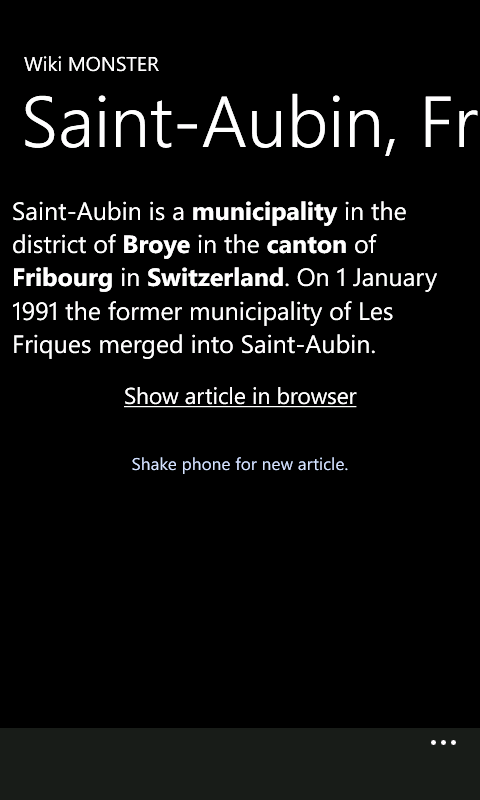 Wiki MONSTER
Saint-Aubin, Fr
Saint-Aubin is a municipality in the
district of Broye in the canton of
Fribourg in Switzerland. On 1 January
1991 the former municipality of Les
Friques merged into Saint-Aubin.
Show article in browser
Shake phone for new article.